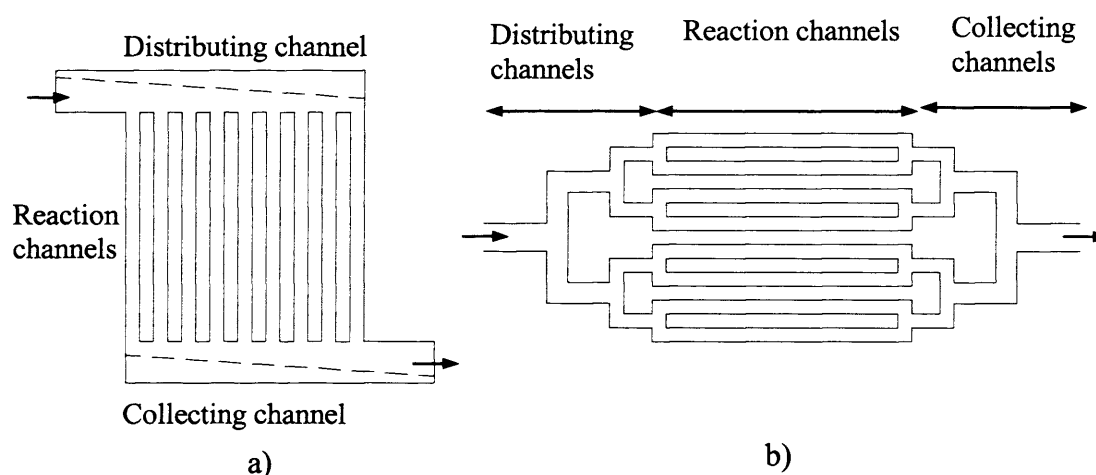 Distributing channel
Reaction
channels
Collecting channel
a)
Distributing
channels
Reaction channels
Collecting
channels
b)